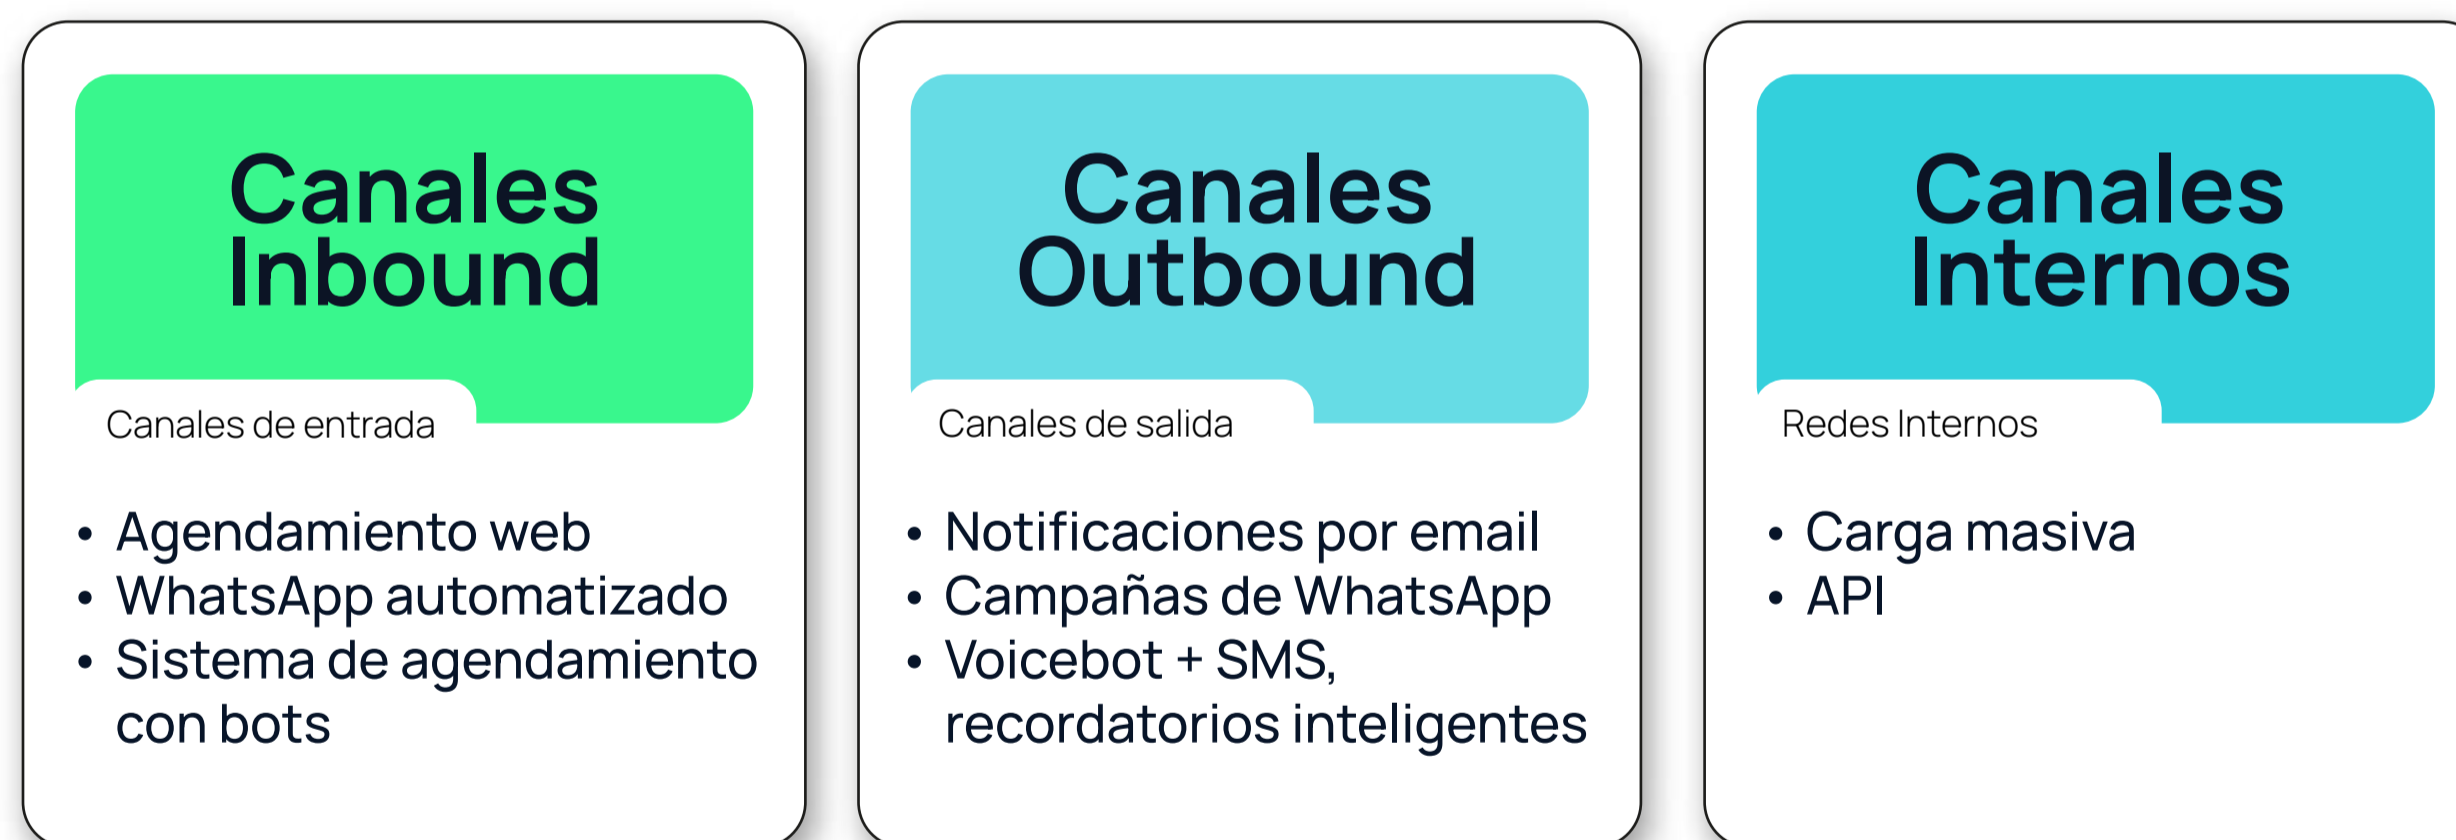 Canales
Inbound
Canales de entrada
• Agendamiento web
• WhatsApp automatizado
• Sistema de agendamiento
con bots
Canales
Outbound
Canales de salida
• Notificaciones por email
• Campañas de WhatsApp
• Voicebot + SMS,
recordatorios inteligentes
Canales
Internos
Redes Internos
• Carga masiva
• API